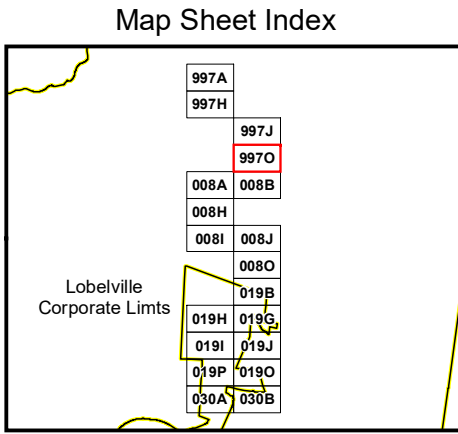 Map Sheet Index
997A
997H
997J
997O
008A 008B
008H
008I 008J
008O
Lobelville
Corporate Limts
019B
019H 019G
019I 019J
019P 019O
030A 030B